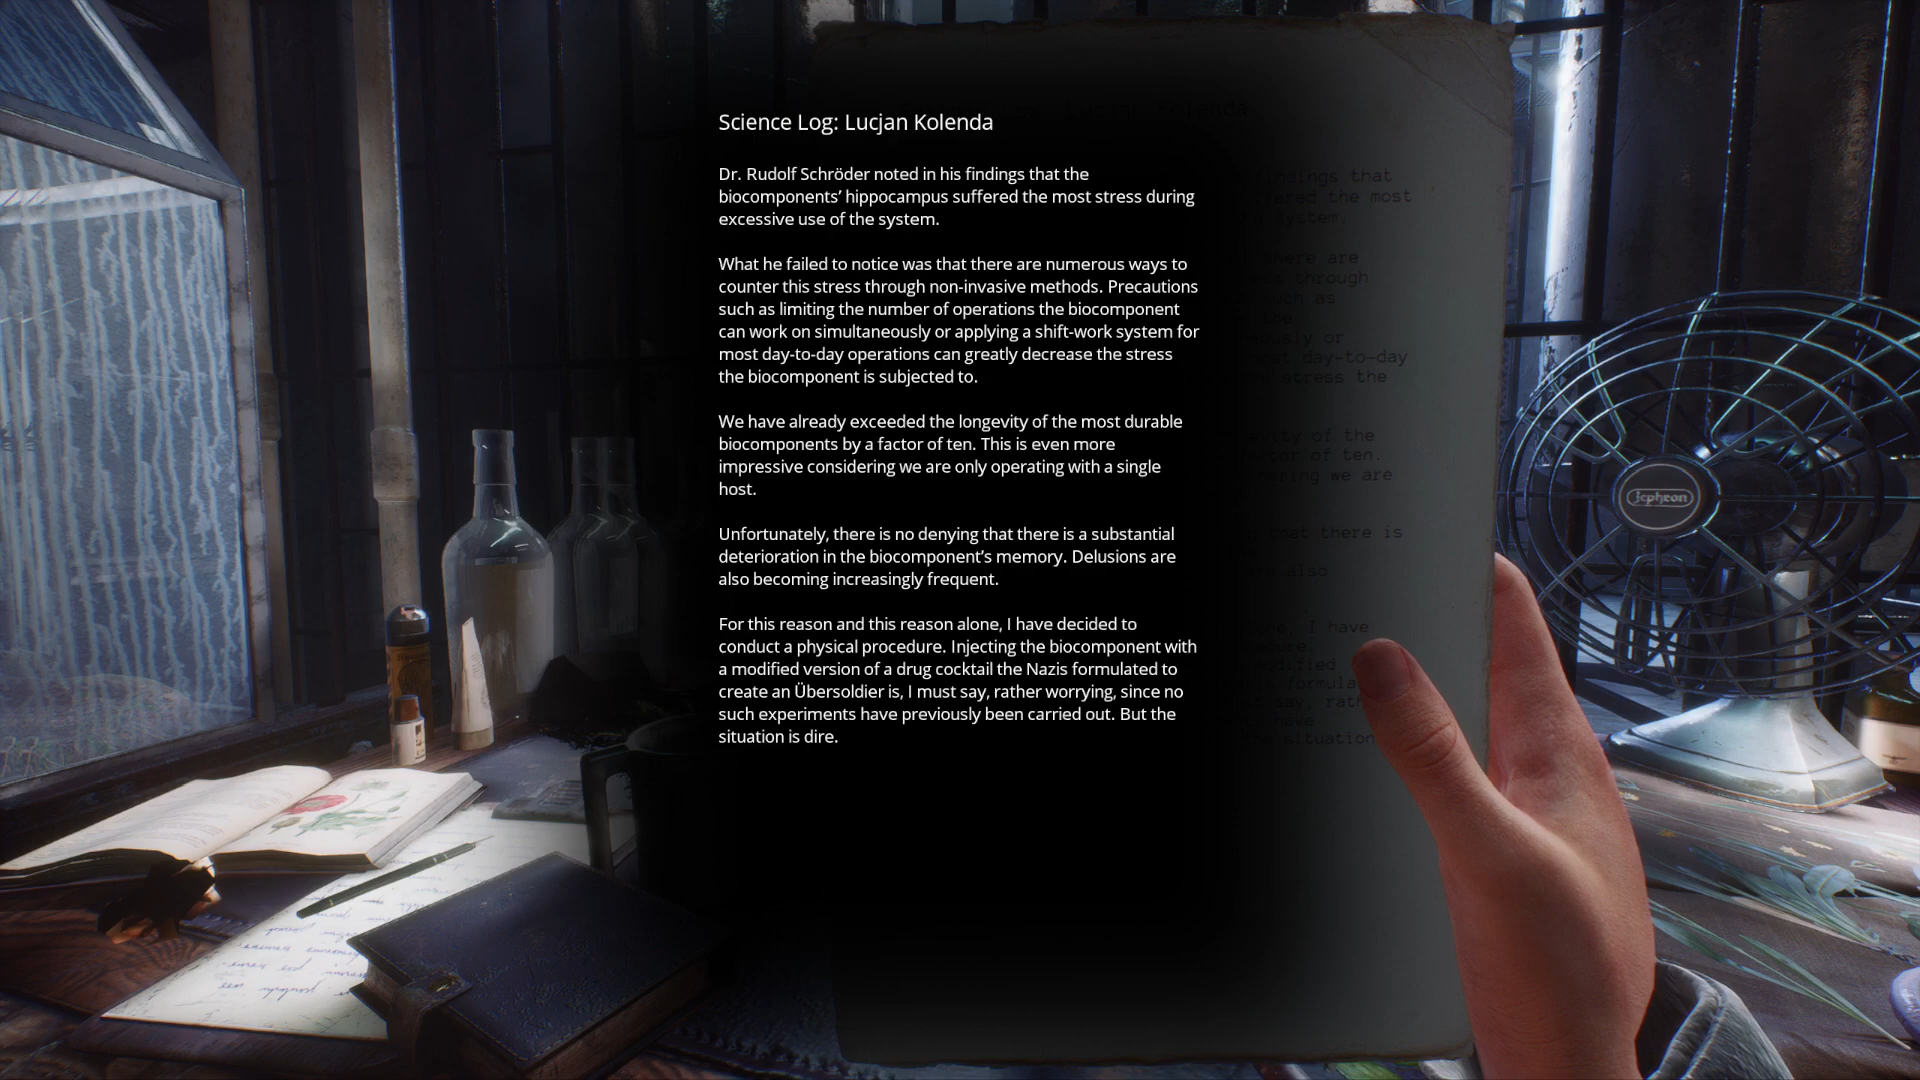 Science Log: Lucjan Kolenda
Dr. Rudolf Schröder noted in his findings that the
biocomponents’ hippocampus suffered the most stress during
excessive use of the system.
What he failed to notice was that there are numerous ways to
counter this stress through non-invasive methods. Precautions
such as limiting the number of operations the biocomponent
can work on simultaneously or applying a shift-work system for
most day-to-day operations can greatly decrease the stress
the biocomponent is subjected to.
We have already exceeded the longevity of the most durable
biocomponents by a factor of ten. This is even more
impressive considering we are only operating with a single
host.
Unfortunately, there is no denying that there is a substantial
deterioration in the biocomponent’s memory. Delusions are
also becoming increasingly frequent.
For this reason and this reason alone, I have decided to
conduct a physical procedure. Injecting the biocomponent with
a modified version of a drug cocktail the Nazis formulated to
create an Übersoldier is, I must say, rather worrying, since no
such experiments have previously been carried out. But the
situation is dire.